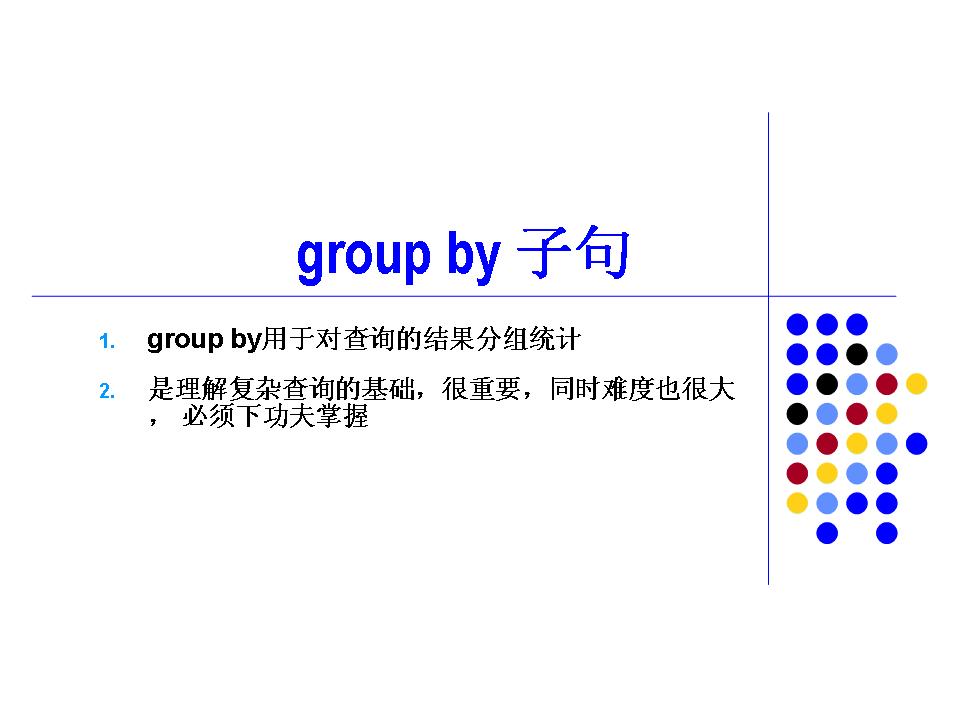 group by 子句
1. group by用于对查询的结果分组统计
2. 是理解复杂查询的基础，很重要，同时难度也很大
， 必须下功夫掌握